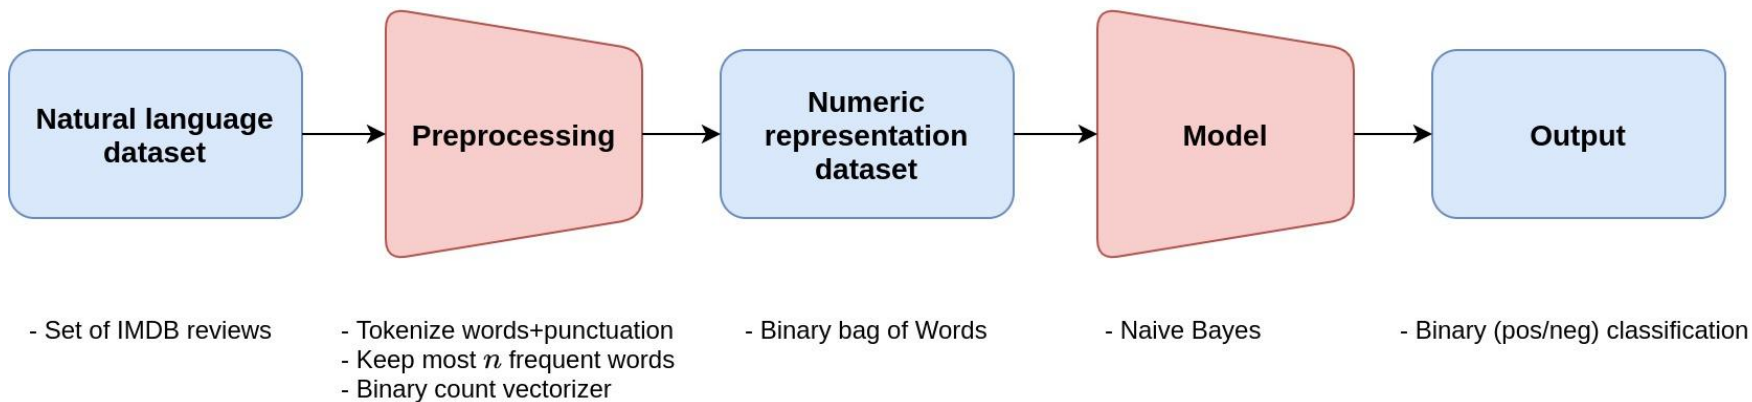 Natural language
dataset
Preprocessing
Numeric
representation
dataset
Model
Output
- Set of IMDB reviews
- Tokenize words+punctuation
- Keep most n frequent words
- Binary count vectorizer
- Binary bag of Words
- Naive Bayes
- Binary (pos/neg) classification